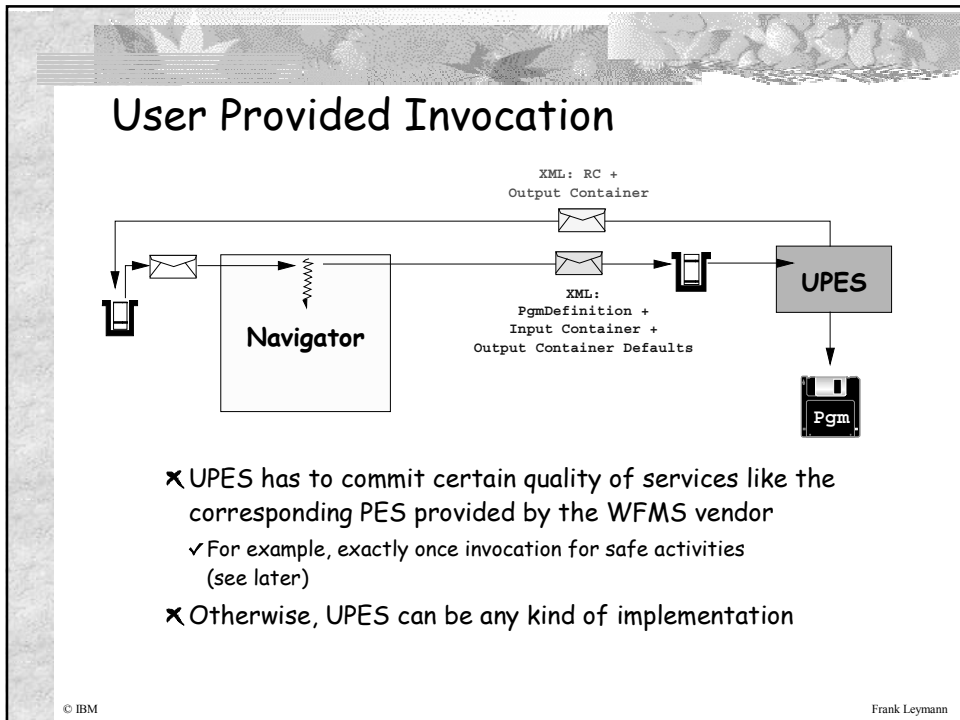 User Provided Invocation
XML: RC +
Output Container
Navigator
XML:
PgmDefinition +
Input Container +
Output Container Defaults
UPES
Pgm
UPES has to commit certain quality of services like the
corresponding PES provided by the WFMS vendor
For example, exactly once invocation for safe activities
(see later)
Otherwise, UPES can be any kind of implementation
© IBM
Frank Leymann